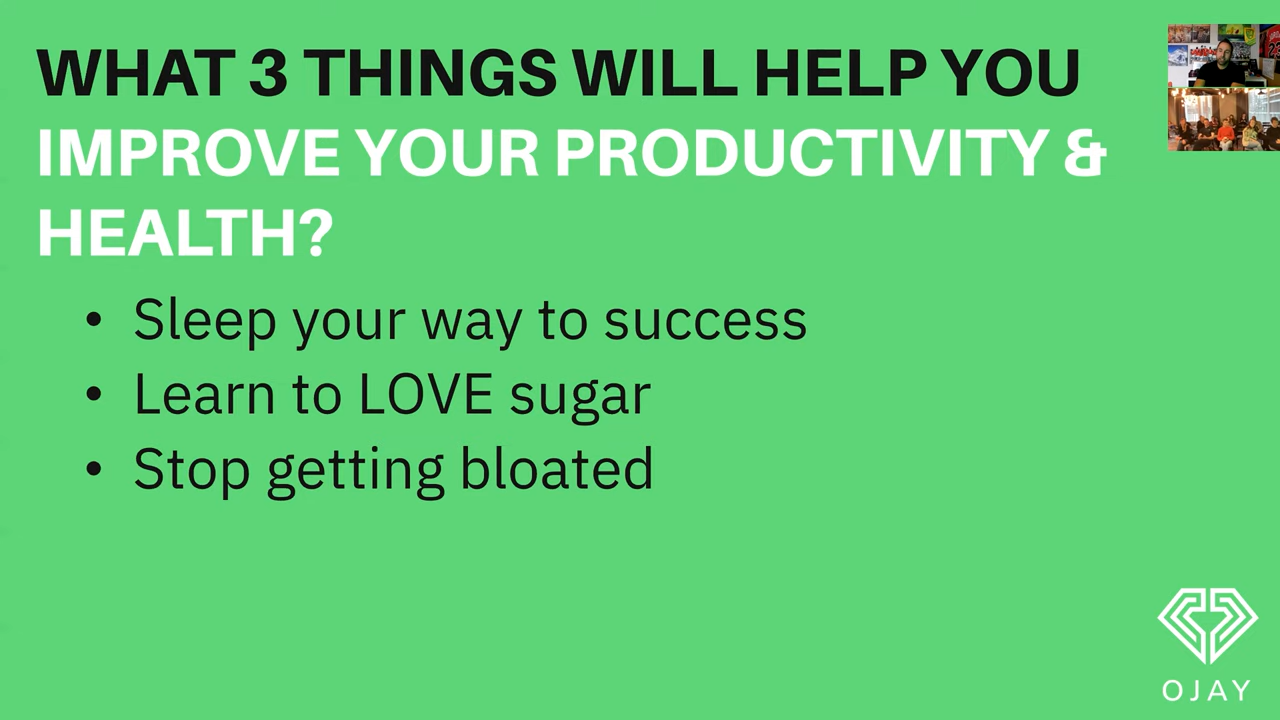 WHAT 3 THINGS WILL HELP YOU
IMPROVE YOUR PRODUCTIVITY &
HEALTH?
• Sleep your way to success
• Learn to LOVE sugar
• Stop getting bloated
OJAY